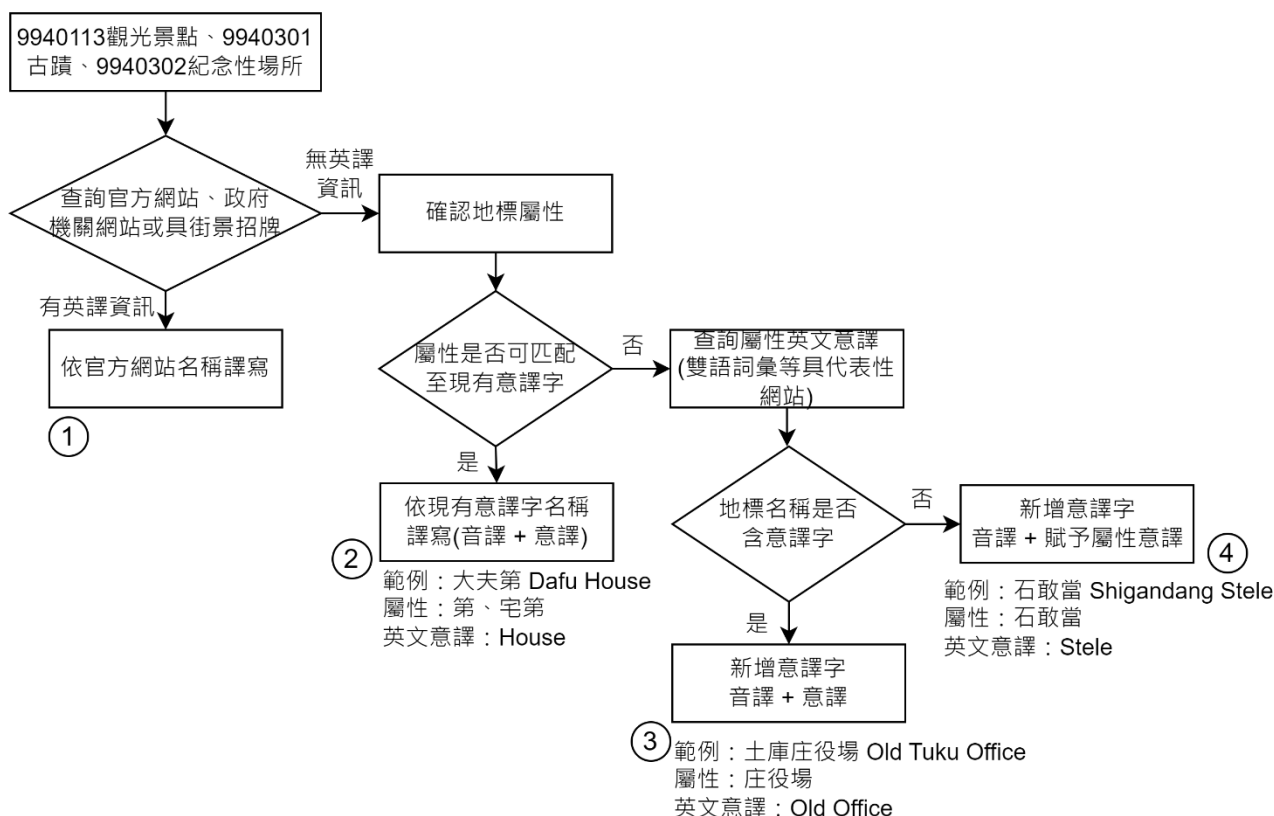 9940113觀光景點、9940301
古蹟、9940302紀念性場所
查詢官方網站、政府
機關網站或具街景招牌
無英譯
資訊
確認地標屬性
有英譯資訊
依官方網站名稱譯寫
①
屬性是否可匹配
至現有意譯字
否
查詢屬性英文意譯
(雙語詞彙等具代表性
網站)
是
依現有意譯字名稱
譯寫(音譯 + 意譯)
②
範例：大夫第 Dafu House
屬性：第、宅第
英文意譯：House
地標名稱是否
含意譯字
否
新增意譯字
音譯 + 賦予屬性意譯
④
範例：石敢當 Shigandang Stele
屬性：石敢當
英文意譯：Stele
是
新增意譯字
音譯 + 意譯
③
範例：土庫庄役場 Old Tuku Office
屬性：庄役場
英文意譯：Old Office